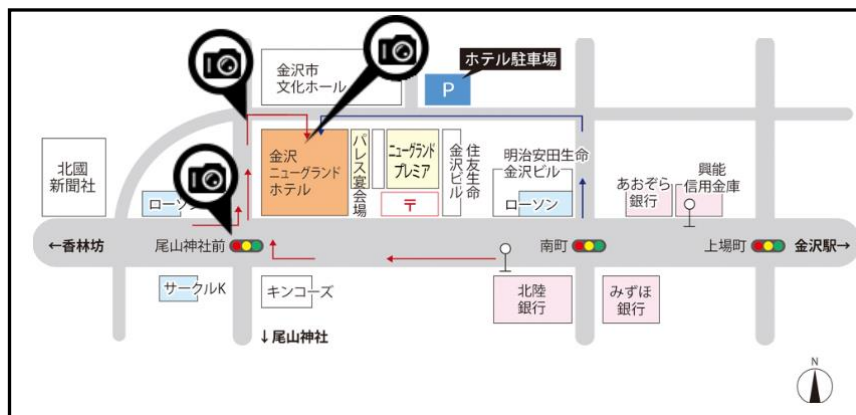 ホテル駐車場
P
金沢市
文化ホール
北國
新聞社
金沢
ニューグランド
ホテル
パレス宴会場
ニューグランド
プレミア
〒
住友生命
金沢ビル
明治安田生命
金沢ビル
ローソン
あおぞら
銀行
興能
信用金庫
ローソン
←香林坊
尾山神社前
南町
上場町
金沢駅→
サークルK
キンコーズ
北陸
銀行
みずほ
銀行
↓尾山神社
N